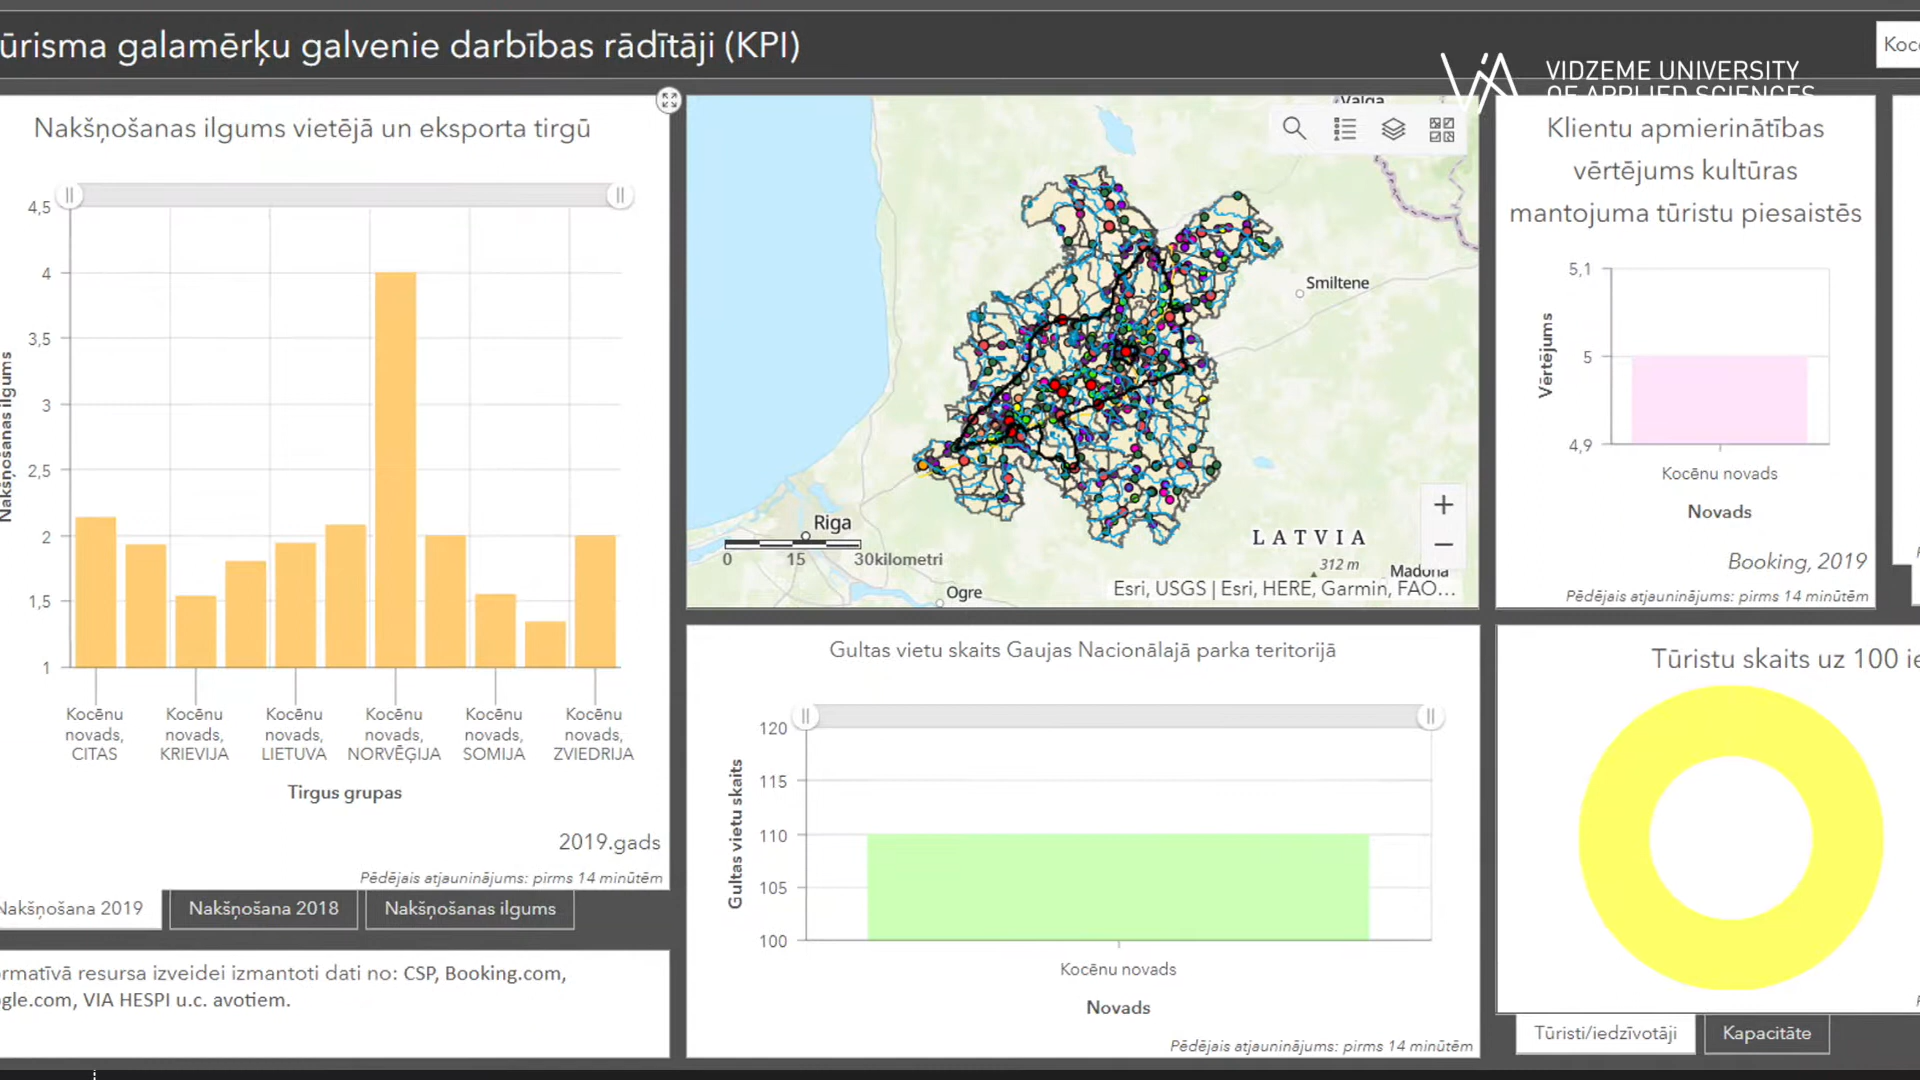 ūrisma galamērķu galvenie darbības rādītāji (KPI)
VIDZEME UNIVERSITY
OF APPLIED SCIENCES
Koc
Nakšņošanas ilgums vietējā un eksporta tirgū
4,5
4
3,5
3
2,5
2
1,5
1
Nakšņošanas ilgums
Kocēnu novads, CITAS
Kocēnu novads, KRIEVIJA
Kocēnu novads, LIETUVA
Kocēnu novads, NORVĒĢIJA
Kocēnu novads, SOMIJA
Kocēnu novads, ZVIEDRIJA
Tirgus grupas
2019.gads
Pēdējais atjauninājums: pirms 14 minūtēm
Nakšņošana 2019
Nakšņošana 2018
Nakšņošanas ilgums
rmatīvā resursa izveidei izmantoti dati no: CSP, Booking.com,
gle.com, VIA HESPI u.c. avotiem.
Valga
Smiltene
Riga
0 15 30kilometri
LATVIA
312 m
Madona
Ogre
Esri, USGS | Esri, HERE, Garmin, FAO…
Gultas vietu skaits Gaujas Nacionālajā parka teritorijā
120
115
110
105
100
Gultas vietu skaits
Kocēnu novads
Novads
Pēdējais atjauninājums: pirms 14 minūtēm
Klientu apmierinātības
vērtējums kultūras
mantojuma tūristu piesaistēs
5,1
5
4,9
Vērtējums
Kocēnu novads
Novads
Booking, 2019
Pēdējais atjauninājums: pirms 14 minūtēm
Tūristu skaits uz 100 ie
Tūristi/iedzīvotāji
Kapacitāte